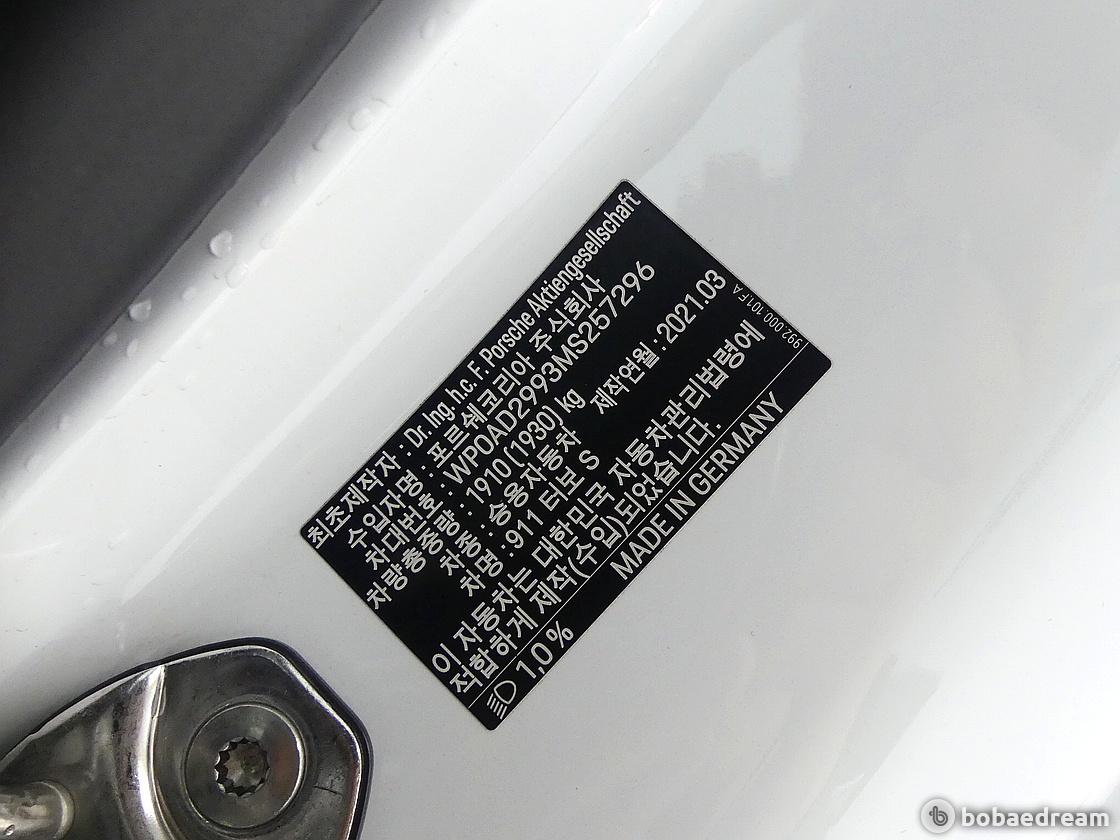 최초제작자 : Dr. Ing. h.c. F. Porsche Aktiengesellschaft
수입자명 : 포르쉐코리아 주식회사
차대번호 : WP0AD2993MS257296
차량총중량 : 1910 (1930) kg
차종 : 승용자동차 제작연월 : 2021.03
차명 : 911 터보 S
이 자동차는 대한민국 자동차관리법령에
적합하게 제작(수입)되었습니다.
992.000.101.F A
1,0 % MADE IN GERMANY
bobaedream